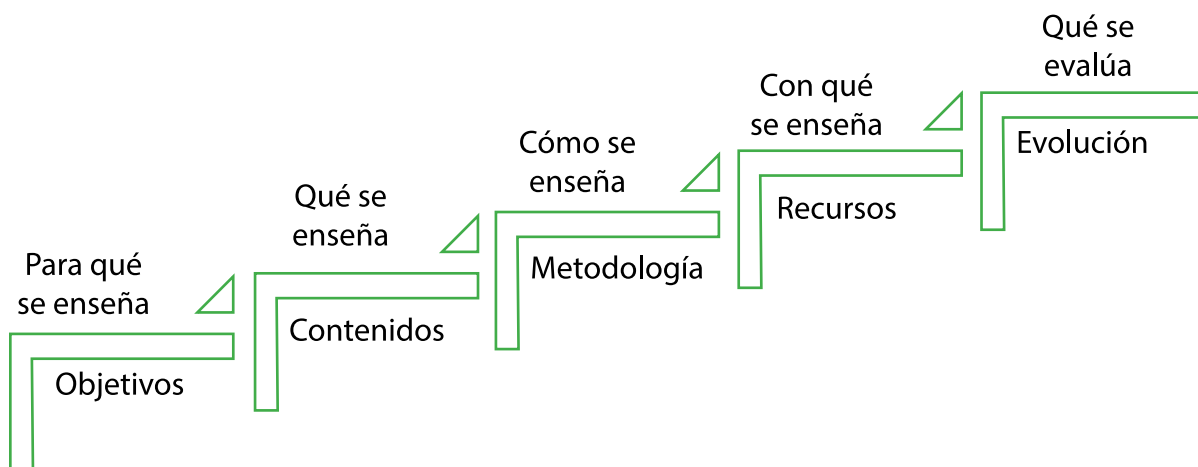 Para qué
se enseña
Objetivos
Qué se
enseña
Contenidos
Cómo se
enseña
Metodología
Con qué
se enseña
Recursos
Qué se
evalúa
Evolución